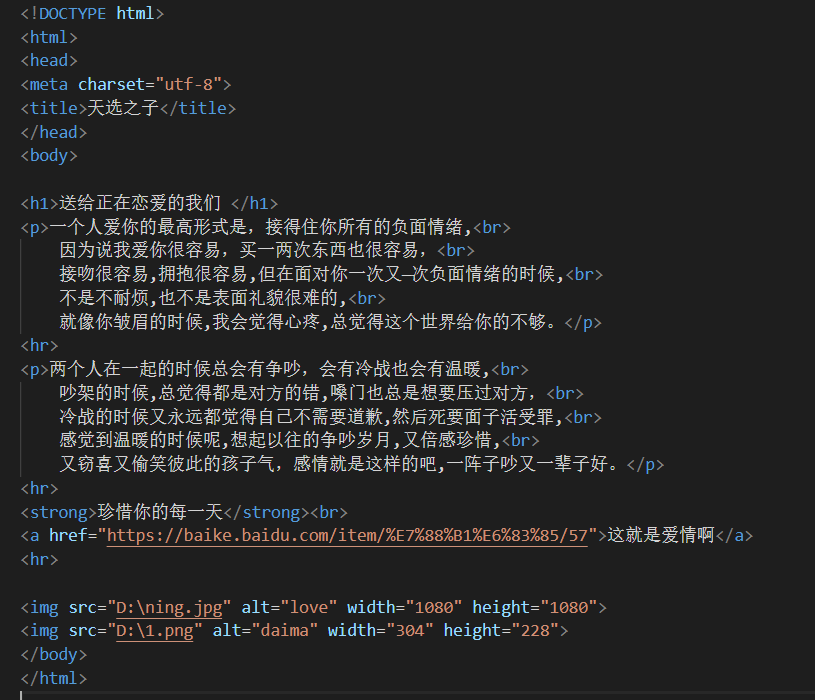 <!DOCTYPE html>
<html>
<head>
<meta charset="utf-8">
<title>天选之子</title>
</head>
<body>
<h1>送给正在恋爱的我们 </h1>
<p>一个人爱你的最高形式是，接得住你所有的负面情绪,<br>
因为说我爱你很容易，买一两次东西也很容易，<br>
接吻很容易,拥抱很容易,但在面对你一次又—次负面情绪的时候,<br>
不是不耐烦,也不是表面礼貌很难的,<br>
就像你皱眉的时候,我会觉得心疼,总觉得这个世界给你的不够。</p>
<hr>
<p>两个人在一起的时候总会有争吵，会有冷战也会有温暖,<br>
吵架的时候,总觉得都是对方的错,嗓门也总是想要压过对方，<br>
冷战的时候又永远都觉得自己不需要道歉,然后死要面子活受罪,<br>
感觉到温暖的时候呢,想起以往的争吵岁月,又倍感珍惜,<br>
又窃喜又偷笑彼此的孩子气，感情就是这样的吧,一阵子吵又一辈子好。</p>
<hr>
<strong>珍惜你的每一天</strong><br>
<a href="https://baike.baidu.com/item/%E7%88%B1%E6%83%85/57">这就是爱情啊</a>
<hr>
<img src="D:\ning.jpg" alt="love" width="1080" height="1080">
<img src="D:\1.png" alt="daima" width="304" height="228">
</body>
</html>